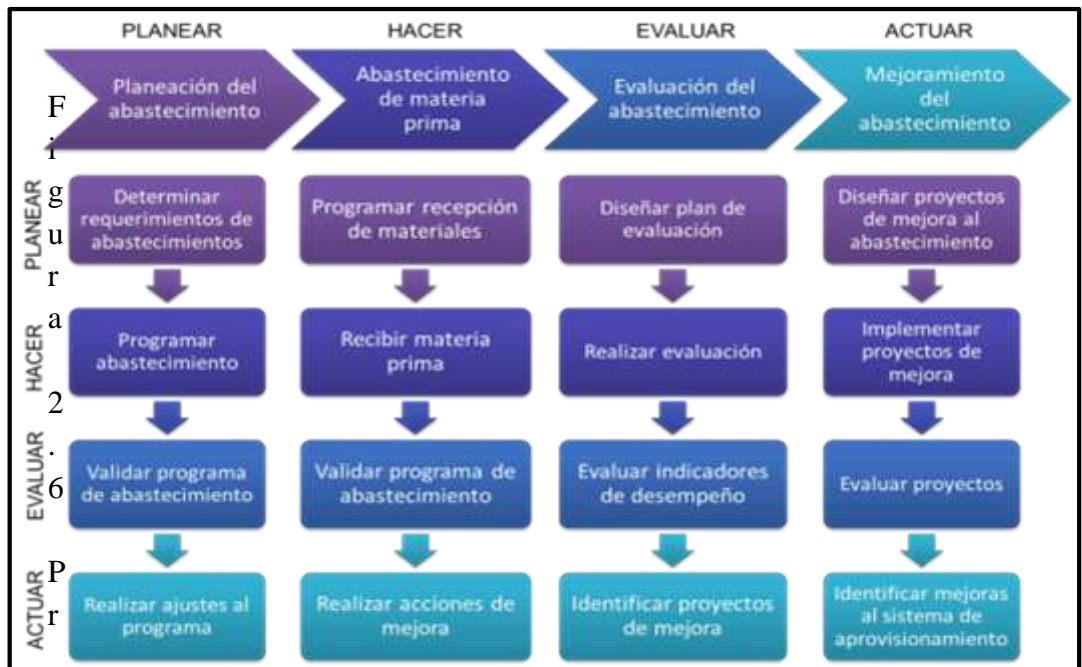 PLANEAR
HACER
EVALUAR
ACTUAR
Planeación del
abastecimiento
Abastecimiento
de materia
prima
Evaluación del
abastecimiento
Mejoramiento
del
abastecimiento
PLANEAR
Determinar
requerimientos de
abastecimientos
Programar recepción
de materiales
Diseñar plan de
evaluación
Diseñar proyectos
de mejora al
abastecimiento
HACER
Programar
abastecimiento
Recibir materia
prima
Realizar evaluación
Implementar
proyectos de
mejora
EVALUAR
Validar programa
de abastecimiento
Validar programa de
abastecimiento
Evaluar indicadores
de desempeño
Evaluar proyectos
ACTUAR
Realizar ajustes al
programa
Realizar acciones de
mejora
Identificar proyectos
de mejora
Identificar mejoras
al sistema de
aprovisionamiento
F
i
g
u
r
a
2
.
6
P
r